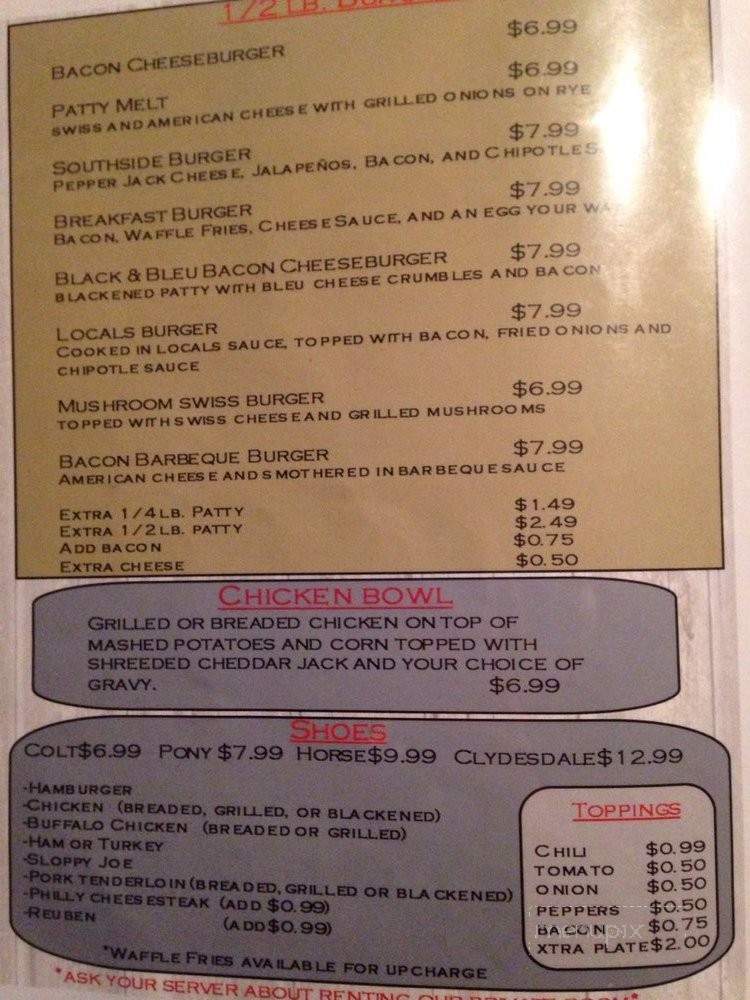 1/2 LB.
$6.99
BACON CHEESEBURGER
$6.99
PATTY MELT
SWISS AND AMERICAN CHEESE WITH GRILLED ONIONS ON RYE
$7.99
SOUTHSIDE BURGER
PEPPER JACK CHEESE, JALAPEÑOS, BACON, AND CHIPOTLE
$7.99
BREAKFAST BURGER
BACON, WAFFLE FRIES, CHEESE SAUCE, AND AN EGG YOUR
$7.99
BLACK & BLEU BACON CHEESEBURGER
BLACKENED PATTY WITH BLEU CHEESE CRUMBLES AND BACON
$7.99
LOCALS BURGER
COOKED IN LOCALS SAUCE, TOPPED WITH BACON, FRIED ONIONS AND
CHIPOTLE SAUCE
$6.99
MUSHROOM SWISS BURGER
TOPPED WITH SWISS CHEESE AND GRILLED MUSHROOMS
$7.99
BACON BARBEQUE BURGER
AMERICAN CHEESE AND SMOTHERED IN BARBEQUE SAUCE
EXTRA 1/4 LB. PATTY $1.49
EXTRA 1/2 LB. PATTY $2.49
ADD BACON $0.75
EXTRA CHEESE $0.50
CHICKEN BOWL
GRILLED OR BREADED CHICKEN ON TOP OF
MASHED POTATOES AND CORN TOPPED WITH
SHREEDED CHEDDAR JACK AND YOUR CHOICE OF
GRAVY. $6.99
SHOES
COLT $6.99 PONY $7.99 HORSE $9.99 CLYDESDALE $12.99
-HAMBURGER
-CHICKEN (BREADED, GRILLED, OR BLACKENED)
-BUFFALO CHICKEN (BREADED OR GRILLED)
-HAM OR TURKEY
-SLOPPY JOE
-PORK TENDERLOIN (BREADED, GRILLED OR BLACKENED)
-PHILLY CHEESESTEAK (ADD $0.99)
-REUBEN (ADD $0.99)
*WAFFLE FRIES AVAILABLE FOR UPCHARGE
TOPPINGS
CHILI $0.99
TOMATO $0.50
ONION $0.50
PEPPERS $0.50
BACON $0.75
XTRA PLATE $2.00
*ASK YOUR SERVER ABOUT RENTING OUR